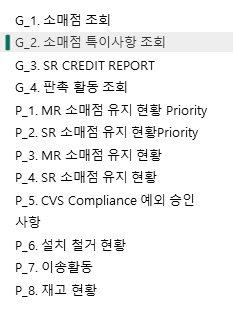 G_1. 소매점 조회
G_2. 소매점 특이사항 조회
G_3. SR CREDIT REPORT
G_4. 판촉 활동 조회
P_1. MR 소매점 유지 현황 Priority
P_2. SR 소매점 유지 현황Priority
P_3. MR 소매점 유지 현황
P_4. SR 소매점 유지 현황
P_5. CVS Compliance 예외 승인
사항
P_6. 설치 철거 현황
P_7. 이송활동
P_8. 재고 현황